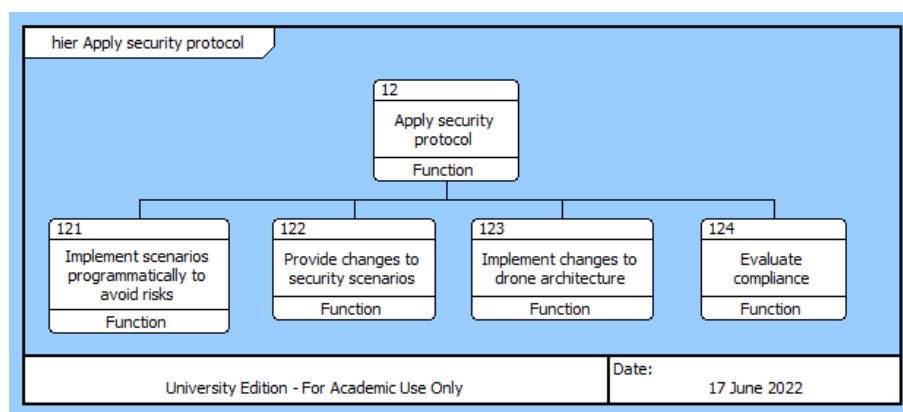 hier Apply security protocol
12
Apply security
protocol
Function
121
Implement scenarios
programmatically to
avoid risks
Function
122
Provide changes to
security scenarios
Function
123
Implement changes to
drone architecture
Function
124
Evaluate
compliance
Function
University Edition - For Academic Use Only
Date:
17 June 2022